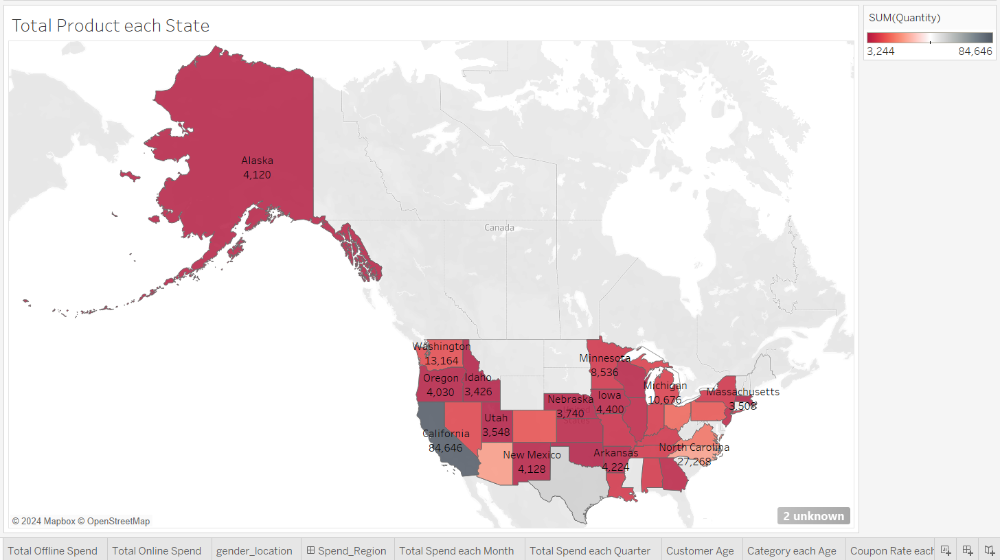 Total Product each State
SUM(Quantity)
3,244
84,646
Alaska
4,120
Canada
Washington
13,164
Oregon
4,030
Idaho
3,426
Minnesota
8,536
Michigan
10,676
Massachusetts
3,508
Nebraska
3,740
Iowa
4,400
United
States
Utah
3,548
California
84,646
New Mexico
4,128
Arkansas
4,224
North Carolina
27,268
© 2024 Mapbox © OpenStreetMap
2 unknown
Total Offline Spend
Total Online Spend
gender_location
Spend_Region
Total Spend each Month
Total Spend each Quarter
Customer Age
Category each Age
Coupon Rate each